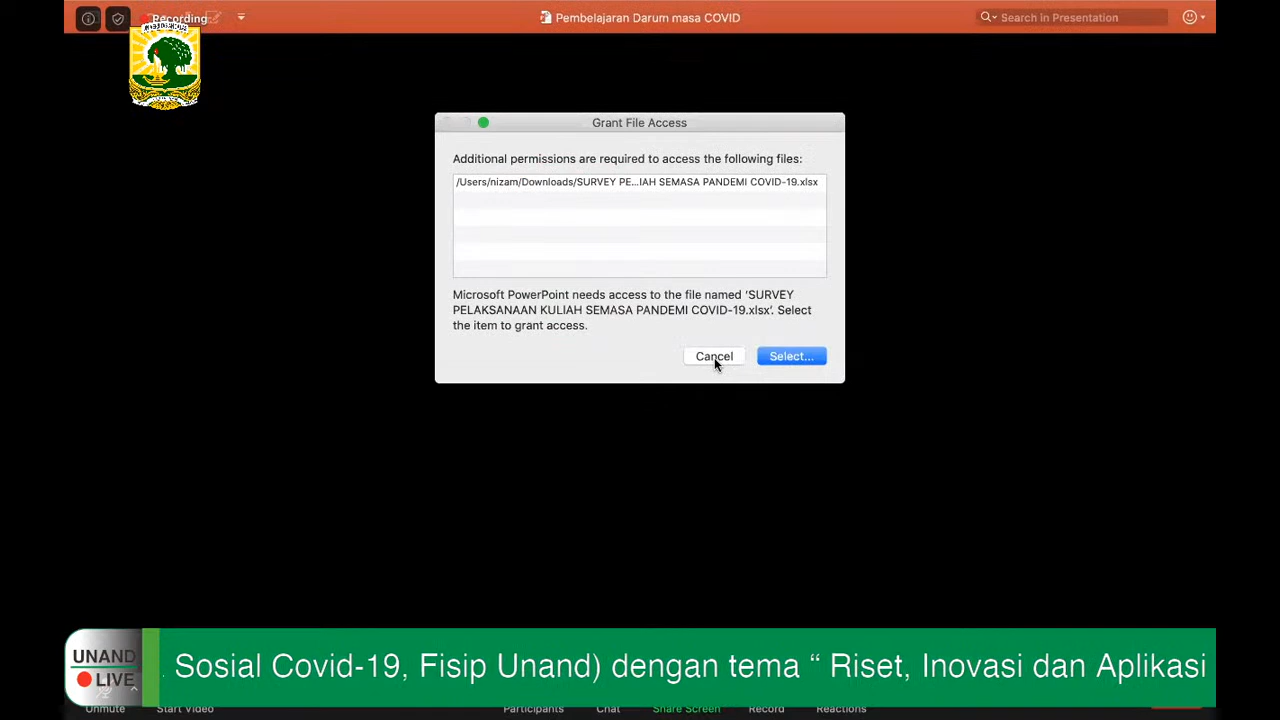 Recording
Pembelajaran Darum masa COVID
Search in Presentation
Grant File Access
Additional permissions are required to access the following files:
/Users/nizam/Downloads/SURVEY PE...IAH SEMASA PANDEMI COVID-19.xlsx
Microsoft PowerPoint needs access to the file named ‘SURVEY
PELAKSANAAN KULIAH SEMASA PANDEMI COVID-19.xlsx’. Select
the item to grant access.
Cancel
Select...
UNAND
LIVE
Sosial Covid-19, Fisip Unand) dengan tema “ Riset, Inovasi dan Aplikasi
Unmute
Start Video
Participants
Chat
Share Screen
Record
Reactions